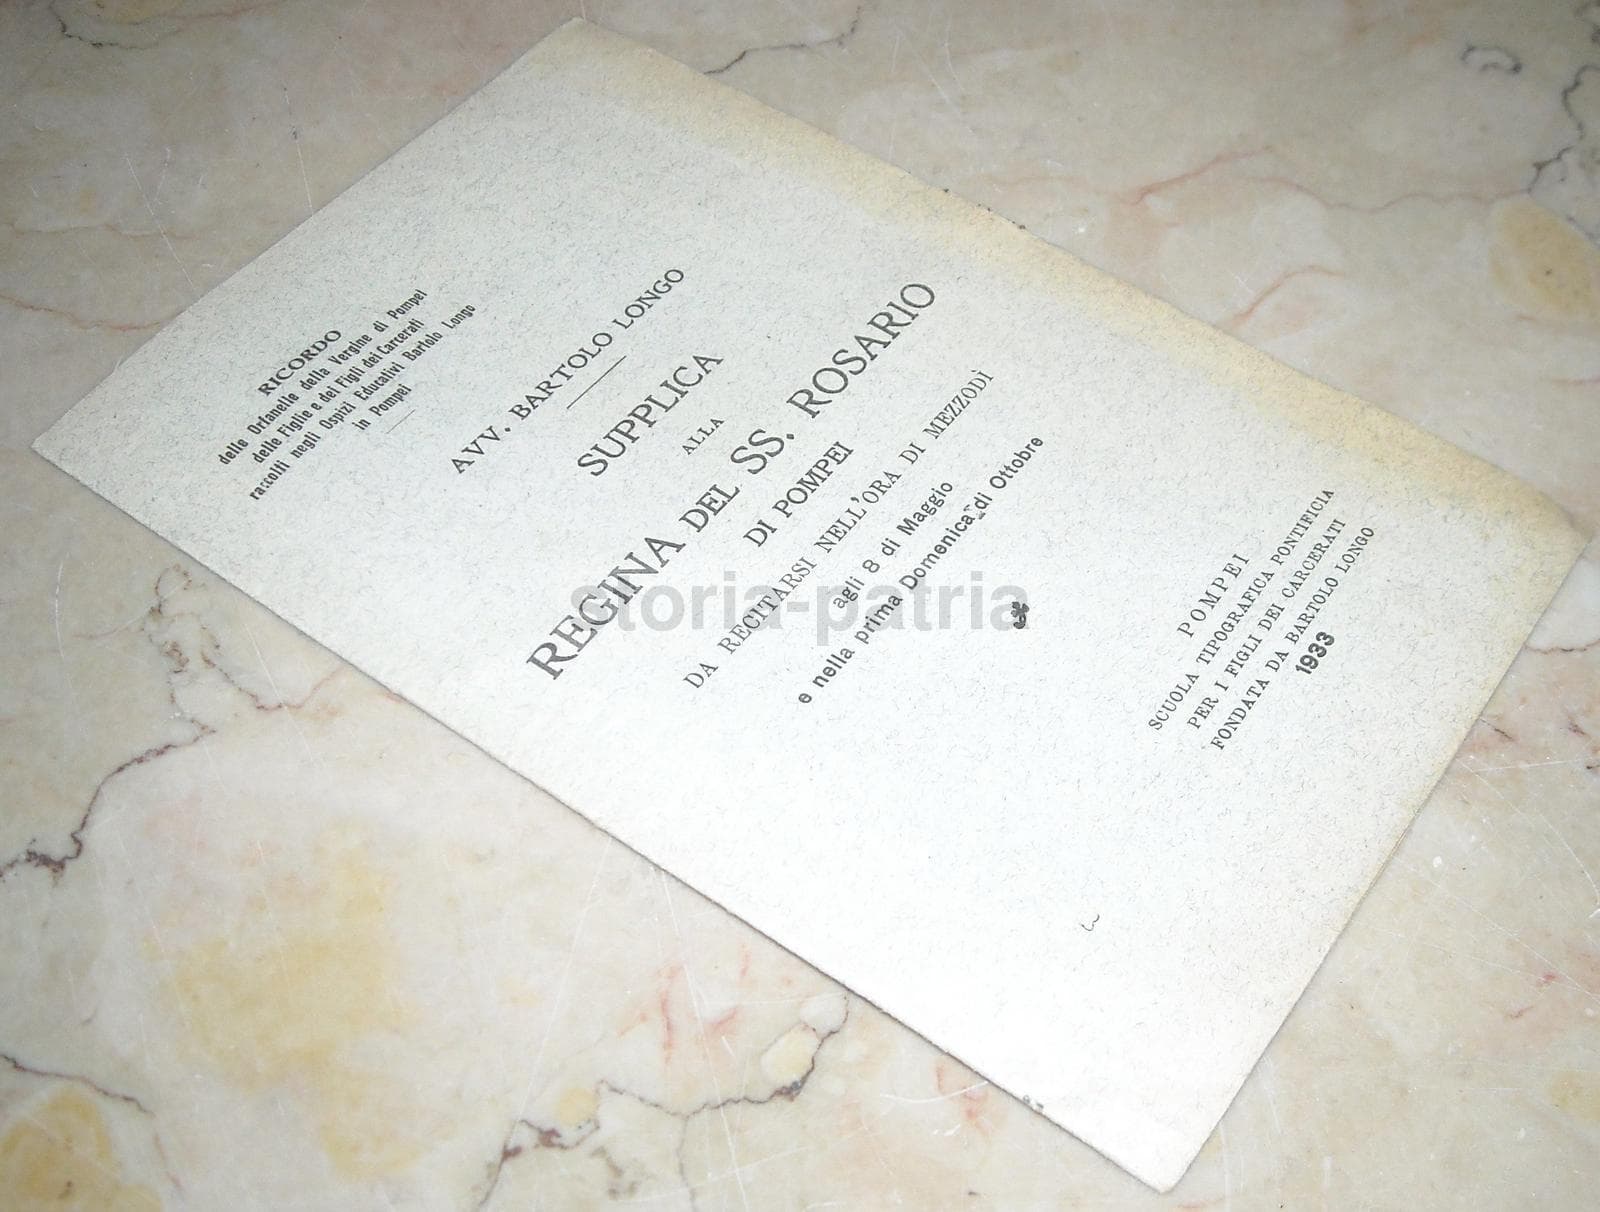 RICORDO
delle Orfanelle della Vergine di Pompei
delle Figlie e dei Figli dei Carcerati
raccolti negli Ospizi Educativi Bartolo Longo
in Pompei
AVV. BARTOLO LONGO
SUPPLICA
ALLA
REGINA DEL SS. ROSARIO
DI POMPEI
DA RECITARSI NELL'ORA DI MEZZODÌ
agli 8 di Maggio
e nella prima Domenica di Ottobre
storia-patria
POMPEI
SCUOLA TIPOGRAFICA PONTIFICIA
PER I FIGLI DEI CARCERATI
FONDATA DA BARTOLO LONGO
1933